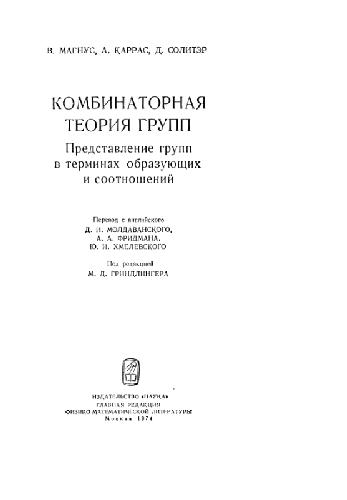 В. МАГНУС, А. КАРРАС, Д. СОЛИТЭР
КОМБИНАТОРНАЯ
ТЕОРИЯ ГРУПП
Представление групп
в терминах образующих
и соотношений
Перевод с английского
Д. И. МОЛДАВАНСКОГО,
А. А. ФРИДМАНА,
Ю. И. ХМЕЛЕВСКОГО
Под редакцией
М. Д. ГРИНДЛИНГЕРА
ИЗДАТЕЛЬСТВО «НАУКА»
ГЛАВНАЯ РЕДАКЦИЯ
ФИЗИКО-МАТЕМАТИЧЕСКОЙ ЛИТЕРАТУРЫ
Москва 1974